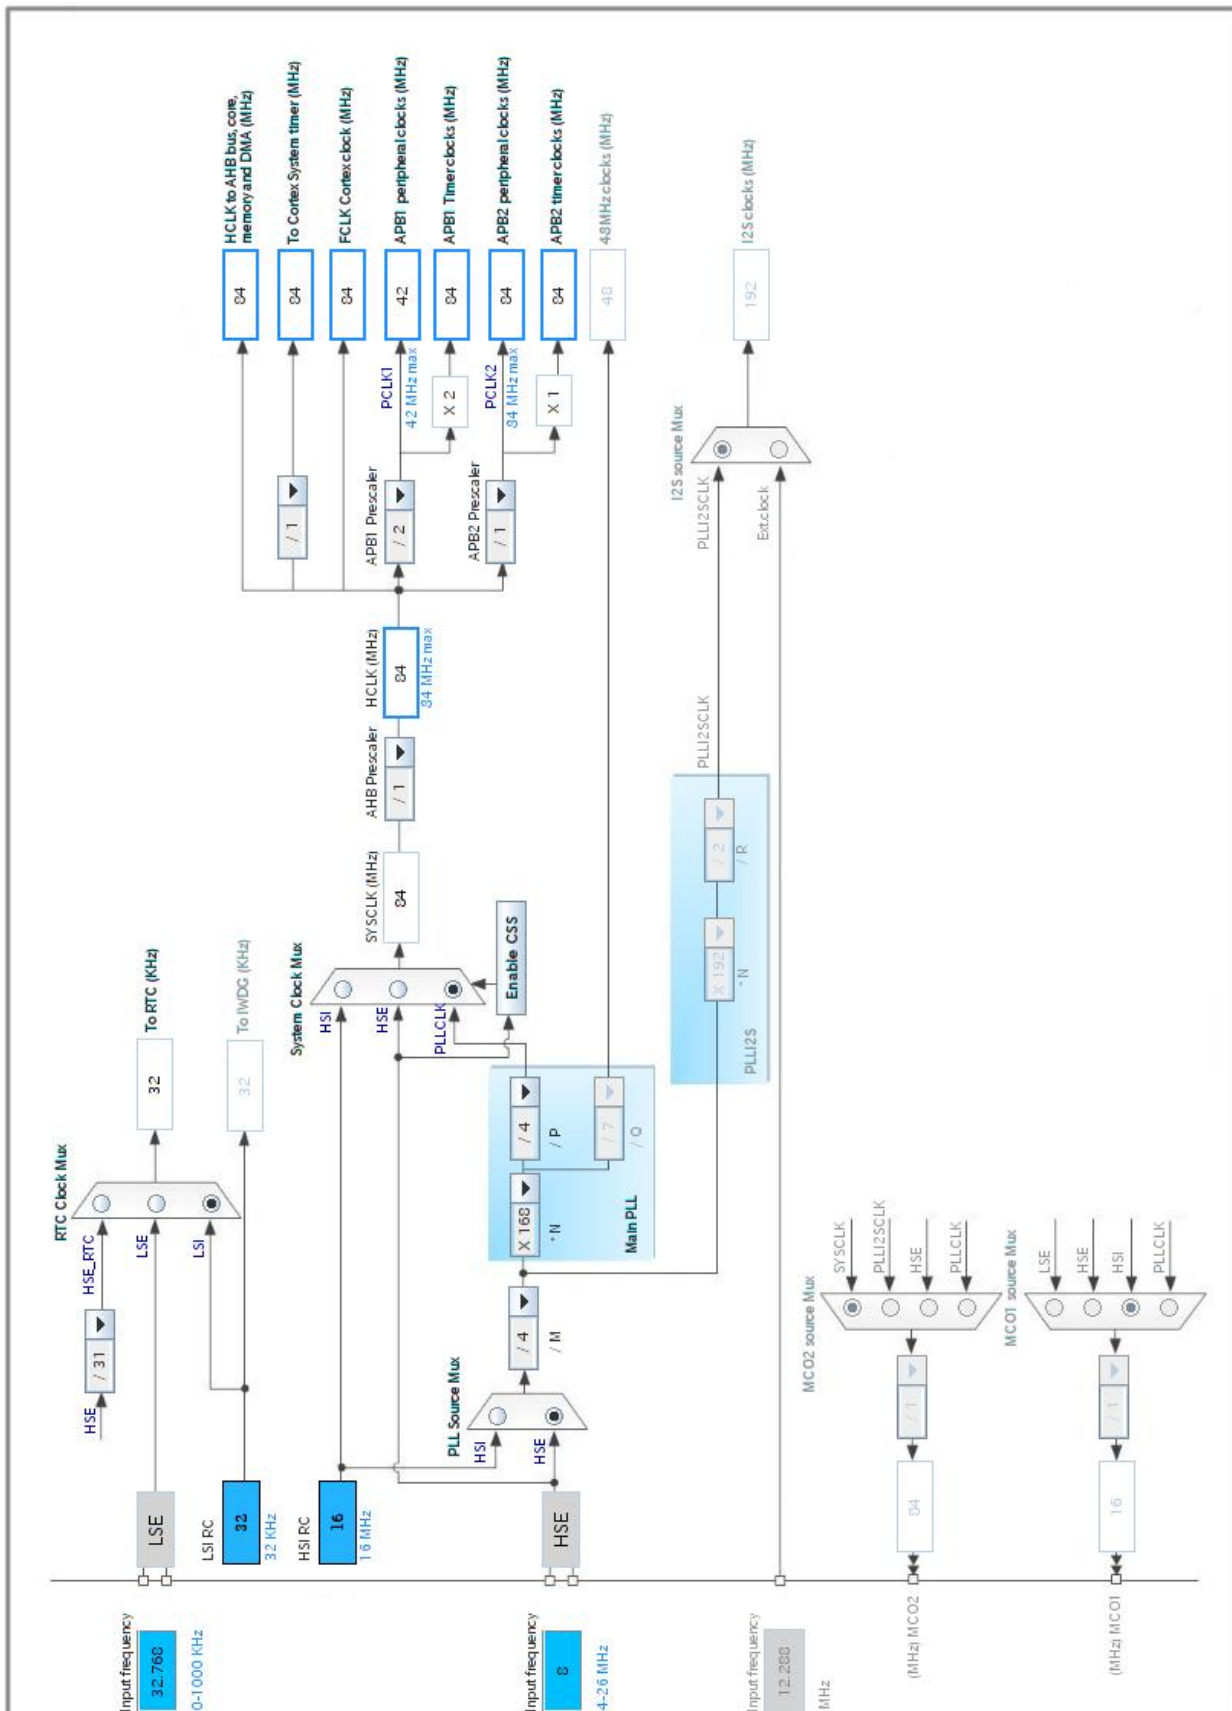 Input frequency
32.768
0-1000 KHz
LSE
HSE
/ 31
HSE_RTC
LSE
LSI
RTC Clock Mux
32
To RTC (KHz)
LSI RC
32
32 KHz
32
To IWDG (KHz)
HSI RC
16
16 MHz
System Clock Mux
HSI
HSE
PLLCLK
Enable CSS
SYSCLK (MHz)
84
AHB Prescaler
/ 1
HCLK (MHz)
84
84 MHz max
84
HCLK to AHB bus, core,
memory and DMA (MHz)
/ 1
84
To Cortex System timer (MHz)
84
FCLK Cortex clock (MHz)
APB1 Prescaler
/ 2
PCLK1
42 MHz max
42
APB1 peripheral clocks (MHz)
X 2
84
APB1 Timer clocks (MHz)
APB2 Prescaler
/ 1
PCLK2
84 MHz max
84
APB2 peripheral clocks (MHz)
X 1
84
APB2 timer clocks (MHz)
48
48MHz clocks (MHz)
Input frequency
8
4-26 MHz
HSE
PLL Source Mux
HSI
HSE
/ 4
/ M
X 168
* N
/ 4
/ P
/ 7
/ Q
Main PLL
PLLI2S
X 192
* N
/ 2
/ R
PLLI2SCLK
I2S source Mux
PLLI2SCLK
Ext.clock
192
I2S clocks (MHz)
12.288
MHz
(MHz) MCO2
84
/ 1
MCO2 source Mux
SYSCLK
PLLI2SCLK
HSE
PLLCLK
(MHz) MCO1
16
/ 1
MCO1 source Mux
LSE
HSE
HSI
PLLCLK